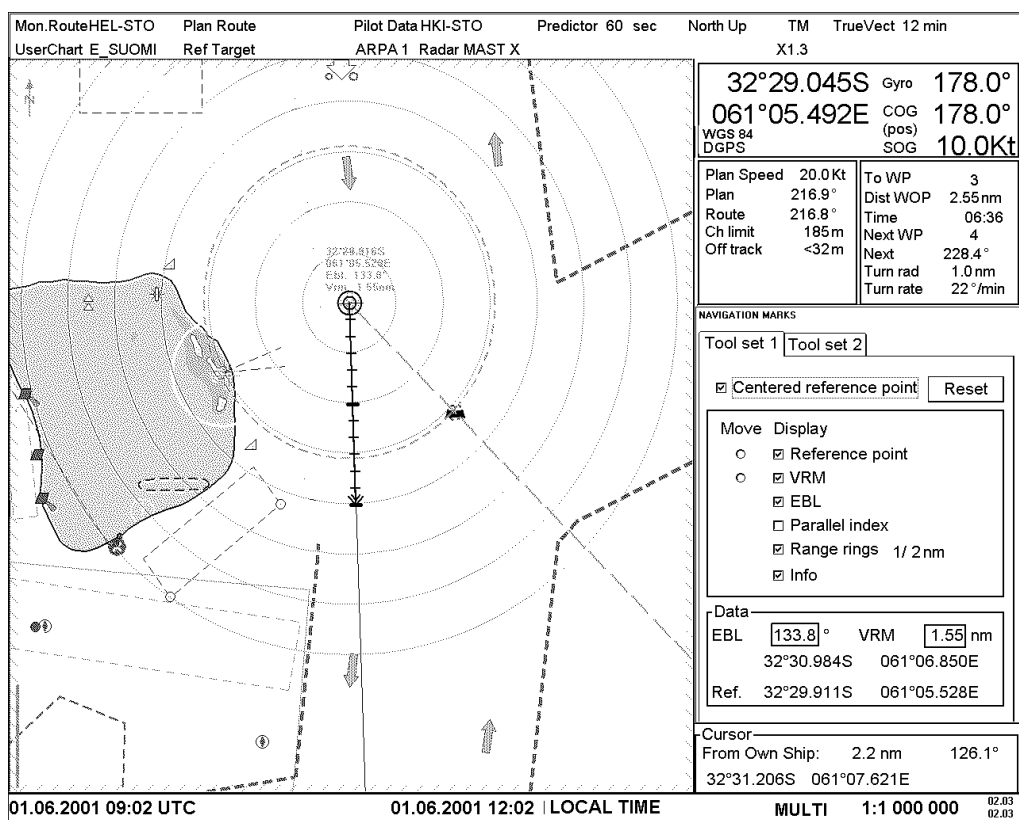 Mon.RouteHEL-STO Plan Route Pilot Data HKI-STO Predictor 60 sec North Up TM TrueVect 12 min
UserChart E_SUOMI Ref Target ARPA 1 Radar MAST X X1.3
32°29.045S Gyro 178.0°
061°05.492E COG 178.0°
(pos)
WGS 84
DGPS SOG 10.0Kt
Plan Speed 20.0Kt
Plan 216.9°
Route 216.8°
Ch limit 185m
Off track <32m
To WP 3
Dist WOP 2.55nm
Time 06:36
Next WP 4
Next 228.4°
Turn rad 1.0nm
Turn rate 22°/min
NAVIGATION MARKS
Tool set 1 Tool set 2
Centered reference point Reset
Move Display
Reference point
VRM
EBL
Parallel index
Range rings 1/2nm
Info
Data
EBL 133.8° VRM 1.55 nm
32°30.984S 061°06.850E
Ref. 32°29.911S 061°05.528E
Cursor
From Own Ship: 2.2 nm 126.1°
32°31.206S 061°07.621E
Ebl. 133.8°
Vrm. 1.55nm
01.06.2001 09:02 UTC 01.06.2001 12:02 | LOCAL TIME MULTI 1:1 000 000 02.03
02.03